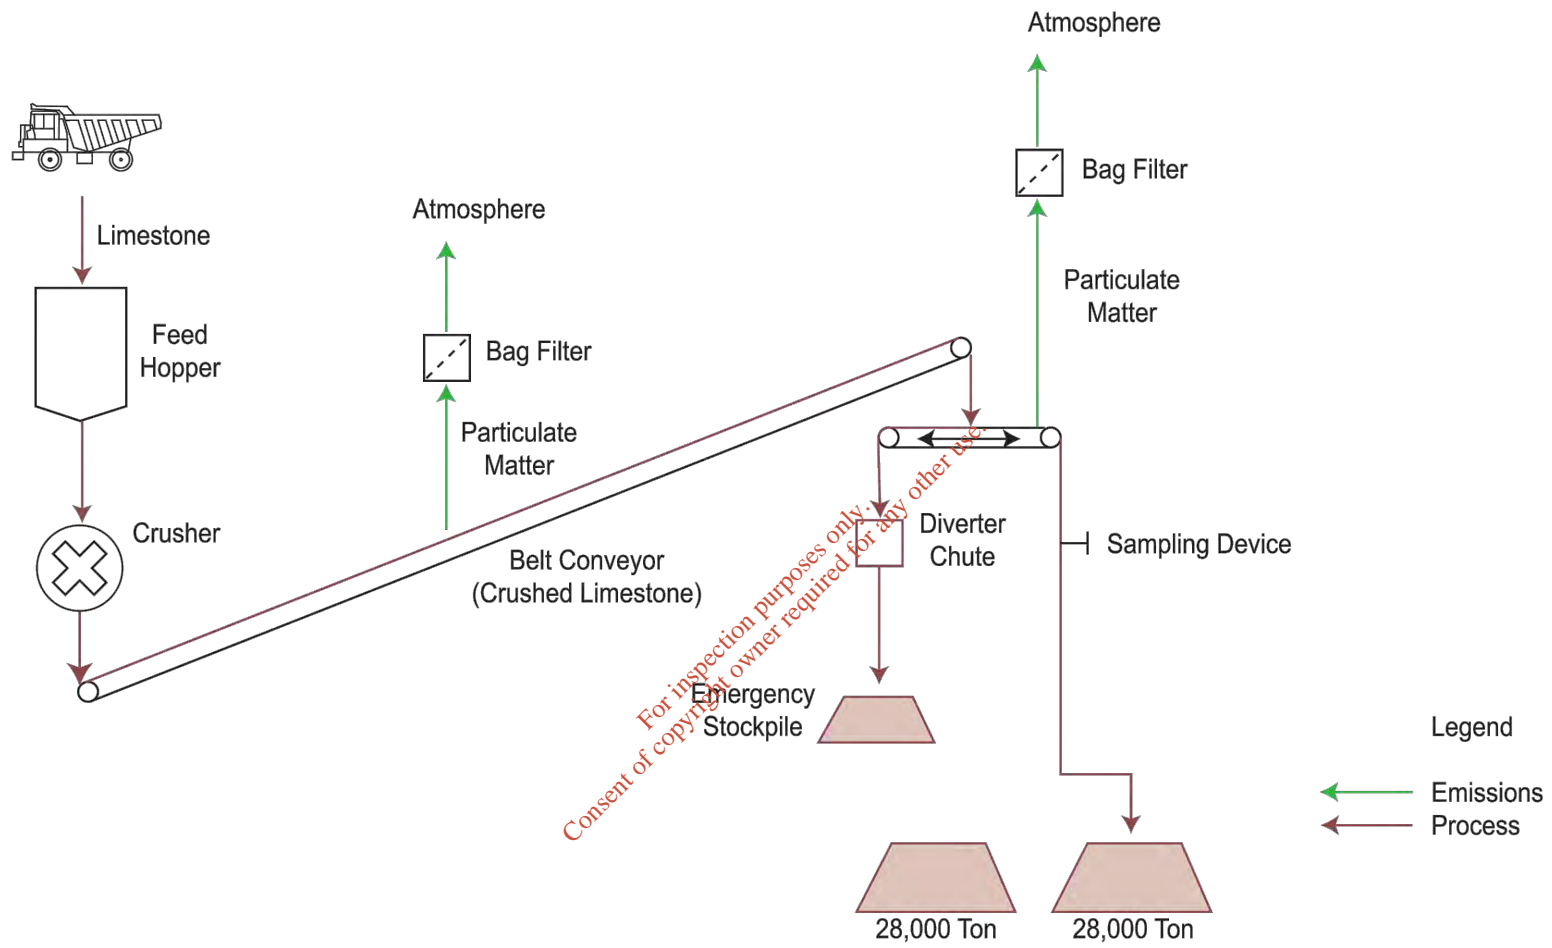 Atmosphere
Bag Filter
Particulate
Matter
Atmosphere
Bag Filter
Particulate
Matter
Limestone
Feed
Hopper
Crusher
Belt Conveyor
(Crushed Limestone)
Diverter
Chute
Sampling Device
Emergency
Stockpile
For inspection purposes only.
Consent of copyright owner required for any other use.
28,000 Ton
28,000 Ton
Legend
Emissions
Process